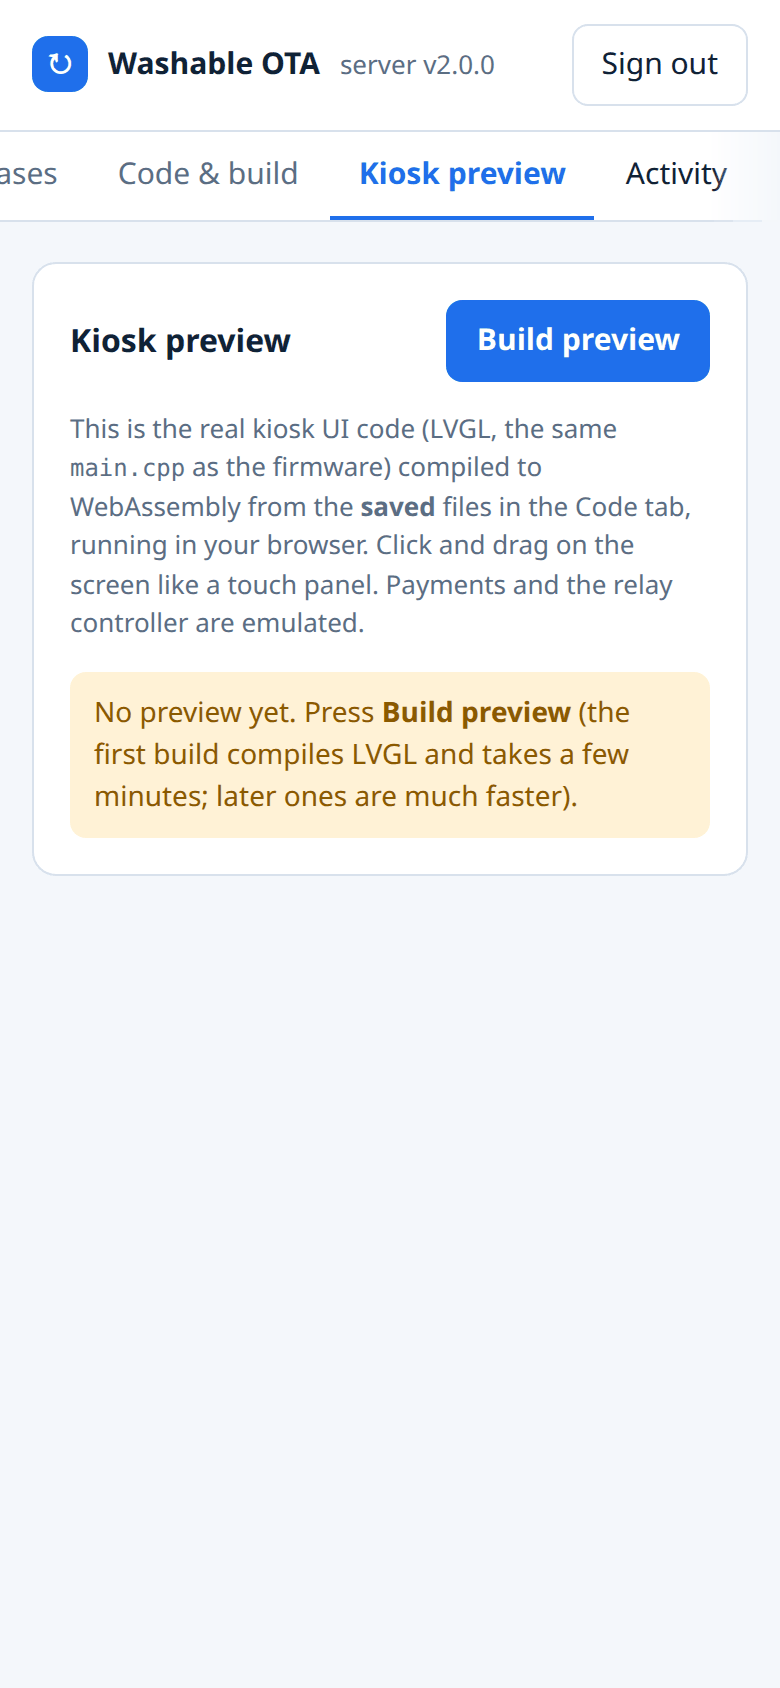 Washable OTA server v2.0.0
Sign out
ases Code & build Kiosk preview Activity
Kiosk preview
Build preview
This is the real kiosk UI code (LVGL, the same
main.cpp as the firmware) compiled to
WebAssembly from the saved files in the Code tab,
running in your browser. Click and drag on the
screen like a touch panel. Payments and the relay
controller are emulated.
No preview yet. Press Build preview (the
first build compiles LVGL and takes a few
minutes; later ones are much faster).